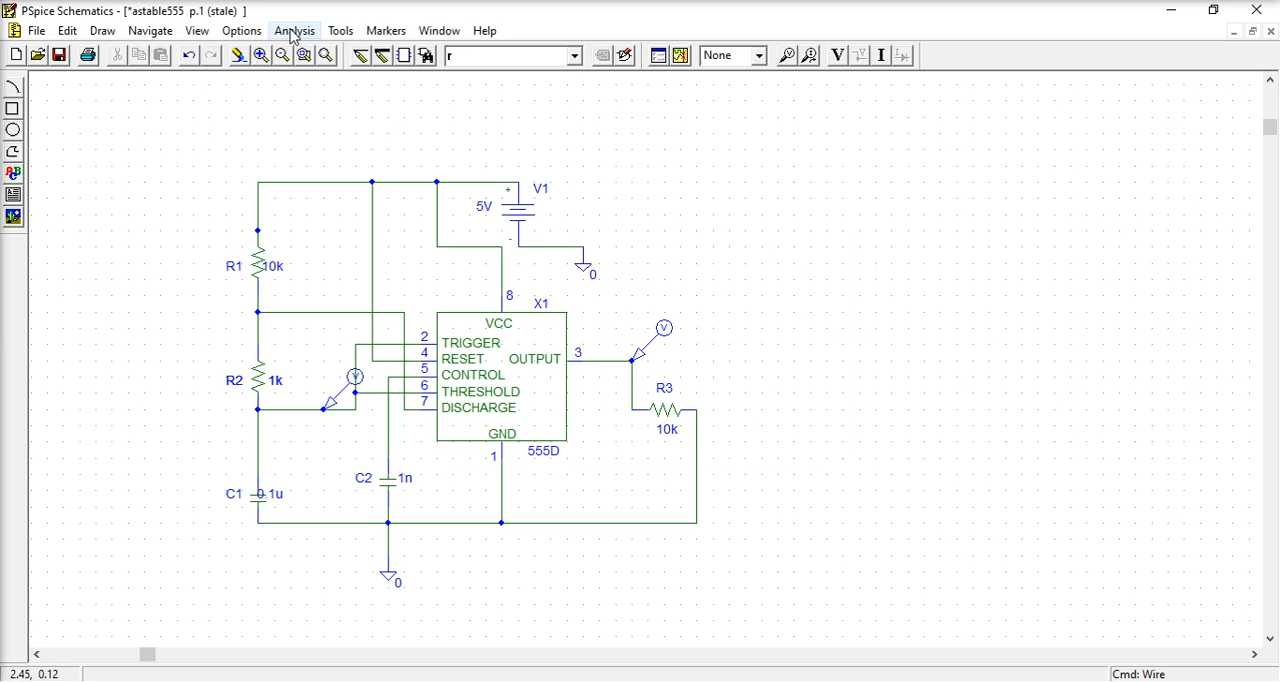 PSpice Schematics - [*astable555 p.1 (stale) ]
File Edit Draw Navigate View Options Analysis Tools Markers Window Help
r
None
V
I
ABC
+ V1
5V
-
0
R1 10k
8 X1
VCC
2 TRIGGER
4 RESET OUTPUT 3
5 CONTROL
6 THRESHOLD
7 DISCHARGE
V
V
R2 1k
R3
10k
GND
1 555D
C2 1n
C1 0.1u
0
2.45, 0.12
Cmd: Wire